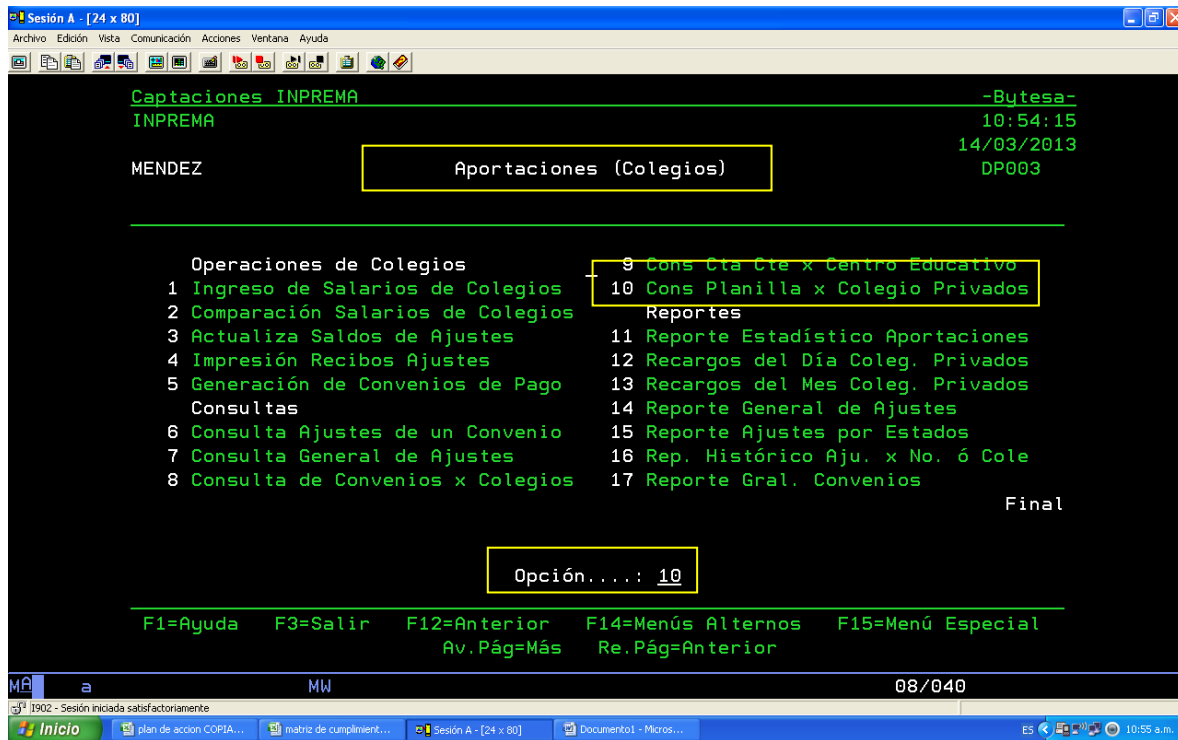 Sesión A - [24 x 80]
Archivo Edición Vista Comunicación Acciones Ventana Ayuda
Captaciones INPREMA -Bytesa-
INPREMA 10:54:15
14/03/2013
MENDEZ Aportaciones (Colegios) DP003
Operaciones de Colegios 9 Cons Cta Cte x Centro Educativo
1 Ingreso de Salarios de Colegios 10 Cons Planilla x Colegio Privados
2 Comparación Salarios de Colegios Reportes
3 Actualiza Saldos de Ajustes 11 Reporte Estadístico Aportaciones
4 Impresión Recibos Ajustes 12 Recargos del Día Coleg. Privados
5 Generación de Convenios de Pago 13 Recargos del Mes Coleg. Privados
Consultas 14 Reporte General de Ajustes
6 Consulta Ajustes de un Convenio 15 Reporte Ajustes por Estados
7 Consulta General de Ajustes 16 Rep. Histórico Aju. x No. ó Cole
8 Consulta de Convenios x Colegios 17 Reporte Gral. Convenios
Final
Opción....: 10
F1=Ayuda F3=Salir F12=Anterior F14=Menús Alternos F15=Menú Especial
Av.Pág=Más Re.Pág=Anterior
MA a MW 08/040
I902 - Sesión iniciada satisfactoriamente
Inicio plan de accion COPIA... matriz de cumplimient... Sesión A - [24 x 80] Documento1 - Micros... ES 10:55 a.m.